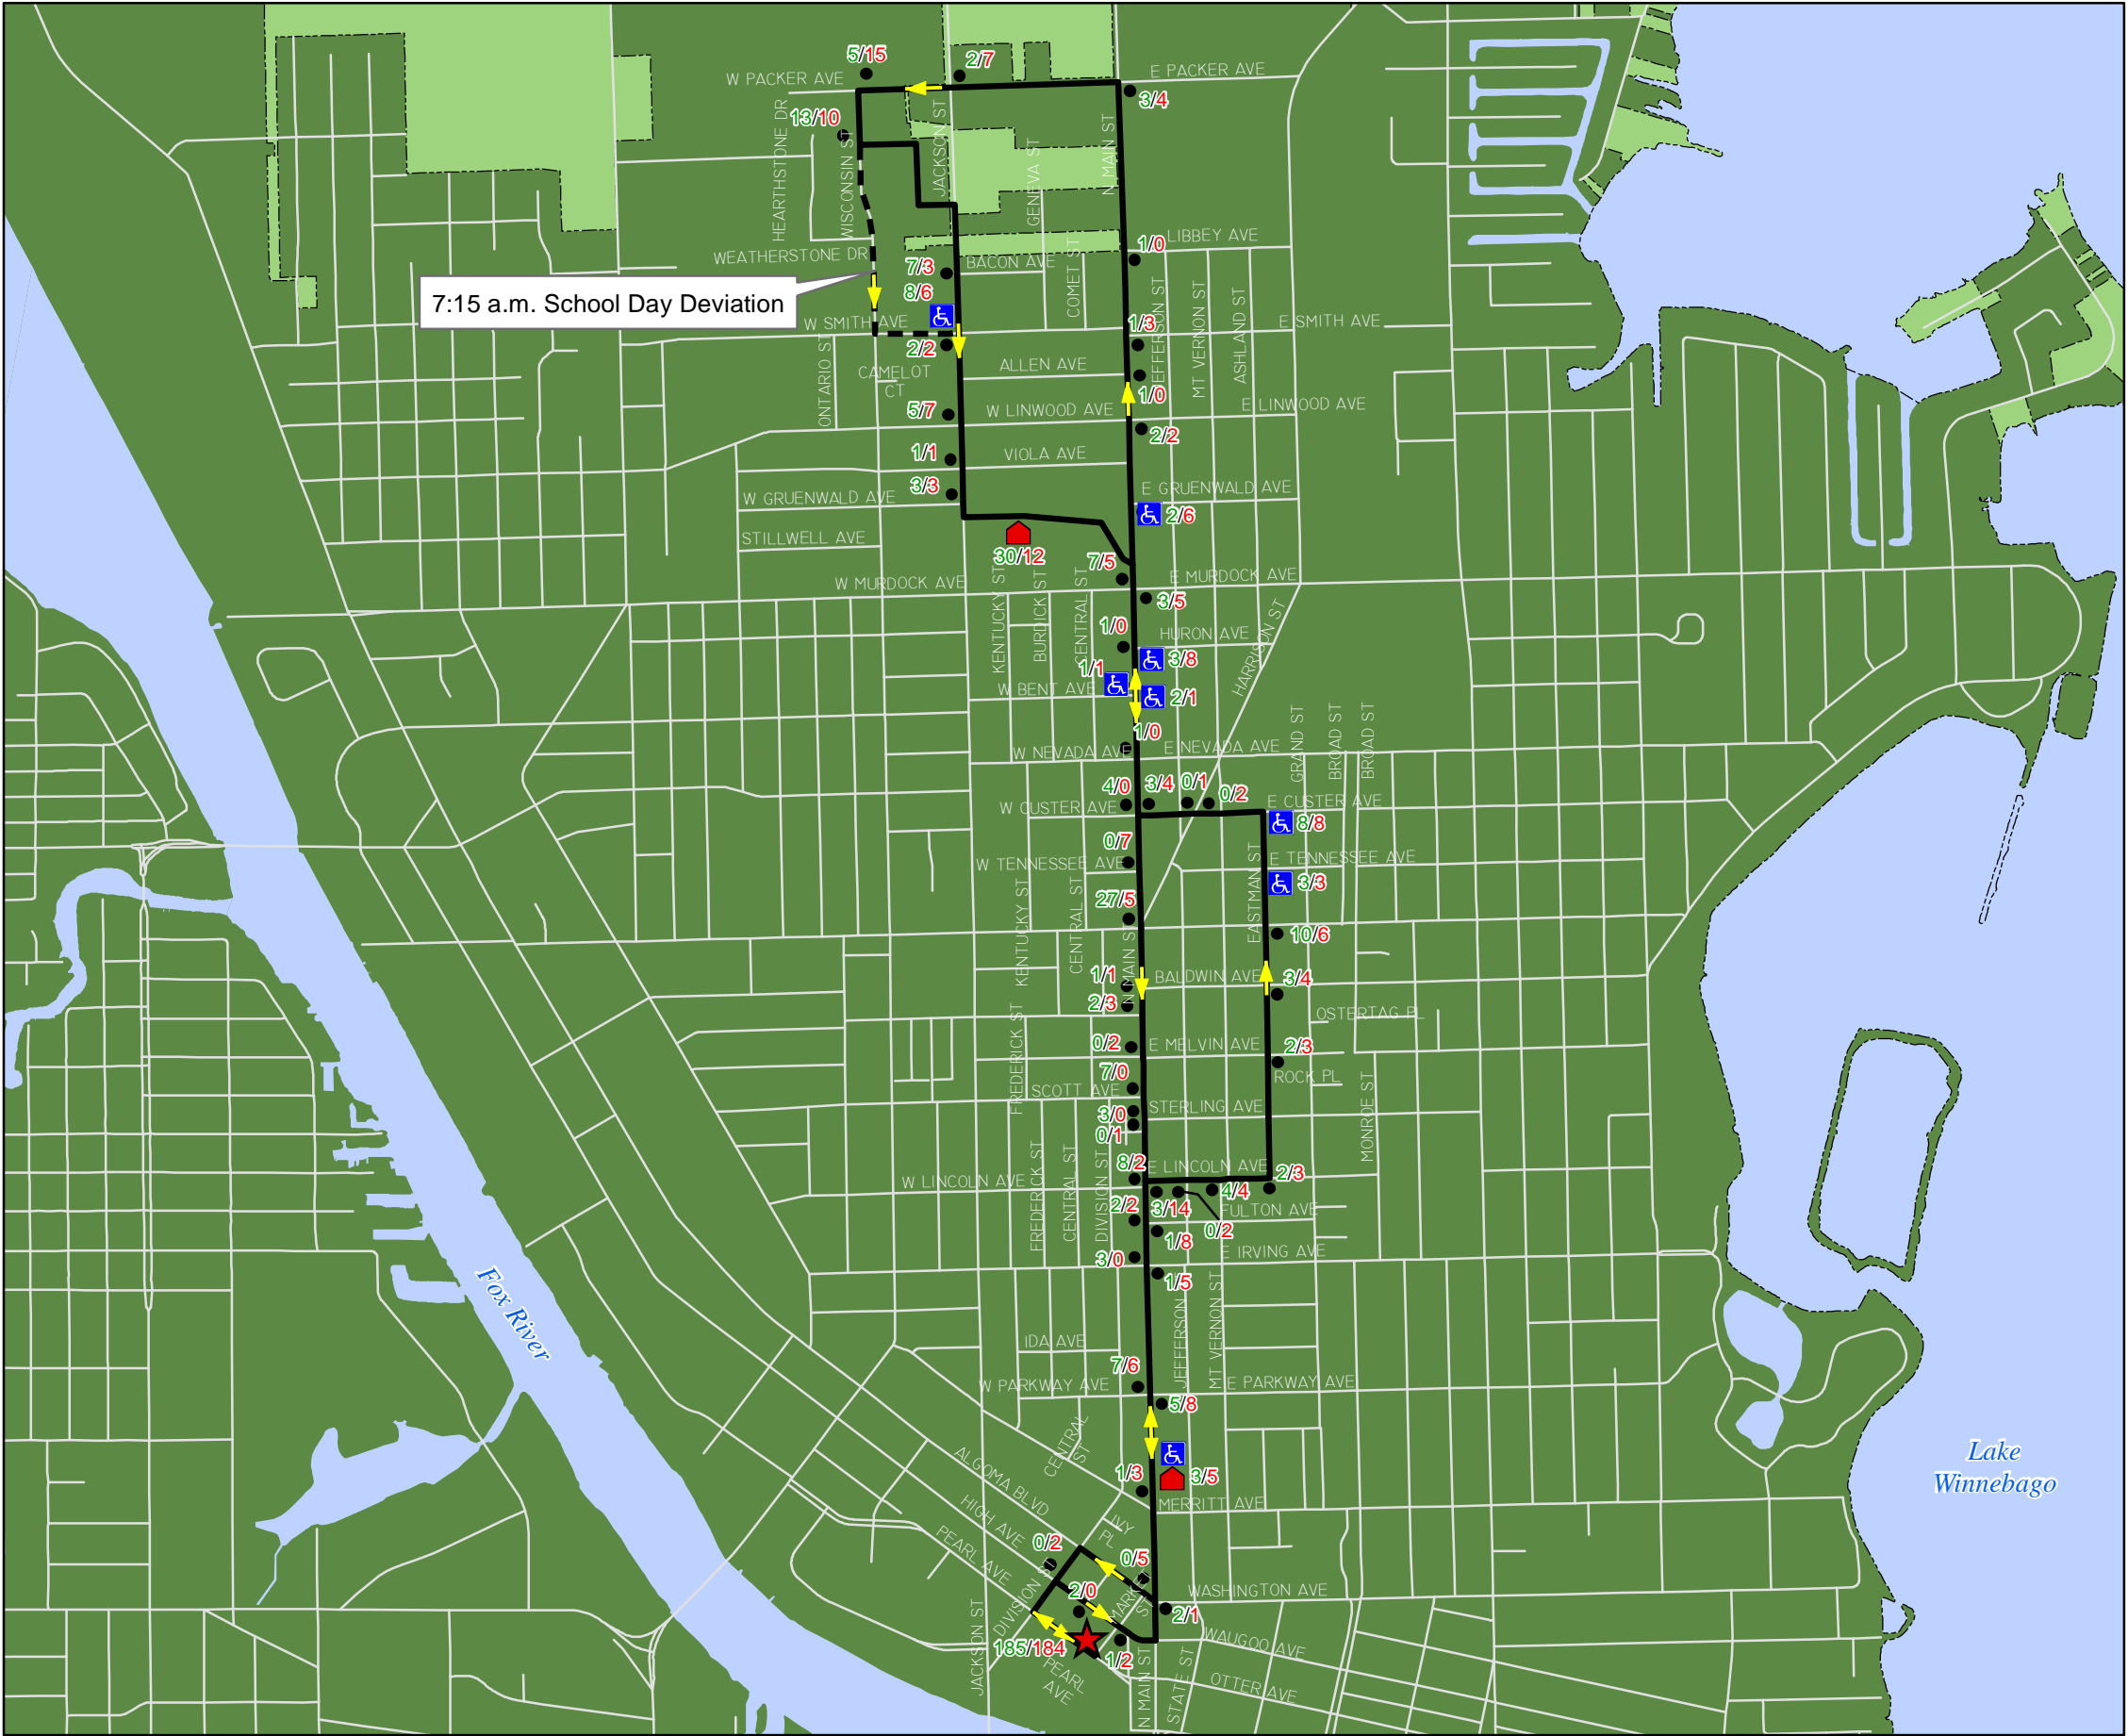 5/15
2/7
W PACKER AVE
E PACKER AVE
3/4
13/10
HEARTHSTONE DR
WISCONSIN ST
JACKSON ST
GENEVA ST
N MAIN ST
1/0
LIBBEY AVE
WEATHERSTONE DR
7/3
BACON AVE
COMET ST
JEFFERSON ST
MT VERNON ST
ASHLAND ST
7:15 a.m. School Day Deviation
8/6
W SMITH AVE
1/3
E SMITH AVE
2/2
ONTARIO ST
CAMELOT
CT
ALLEN AVE
1/0
5/7
W LINWOOD AVE
E LINWOOD AVE
2/2
1/1
VIOLA AVE
3/3
W GRUENWALD AVE
E GRUENWALD AVE
2/6
STILLWELL AVE
30/12
7/5
W MURDOCK AVE
E MURDOCK AVE
KENTUCKY ST
BURDICK ST
CENTRAL ST
3/5
1/0
HURON AVE
HARRISON ST
3/8
1/1
W BENT AVE
2/1
1/0
W NEVADA AVE
E NEVADA AVE
GRAND ST
BROAD ST
BROAD ST
4/0
3/4
0/1
0/2
W CUSTER AVE
E CUSTER AVE
8/8
0/7
W TENNESSEE AVE
E TENNESSEE AVE
3/3
27/5
KENTUCKY ST
CENTRAL ST
N MAIN ST
EASTMAN ST
10/6
1/1
BALDWIN AVE
3/4
2/3
OSTERTAG PL
FREDERICK ST
0/2
E MELVIN AVE
2/3
7/0
ROCK PL
SCOTT AVE
3/0
STERLING AVE
MONROE ST
0/1
8/2
E LINCOLN AVE
W LINCOLN AVE
2/3
FREDERICK ST
CENTRAL ST
DIVISION ST
2/2
3/14
4/4
FULTON AVE
0/2
1/8
3/0
E IRVING AVE
1/5
Fox River
JEFFERSON
MT VERNON ST
IDA AVE
7/6
W PARKWAY AVE
E PARKWAY AVE
5/8
CENTRAL
ST
ALGOMA BLVD
1/3
3/5
MERRITT AVE
Lake
Winnebago
HIGH AVE
IVY
PL
PEARL AVE
0/2
0/5
DIVISION ST
2/0
MARKET
ST
WASHINGTON AVE
2/1
JACKSON ST
185/184
1/2
WAUGOO AVE
PEARL
AVE
N MAIN ST
STATE ST
OTTER AVE